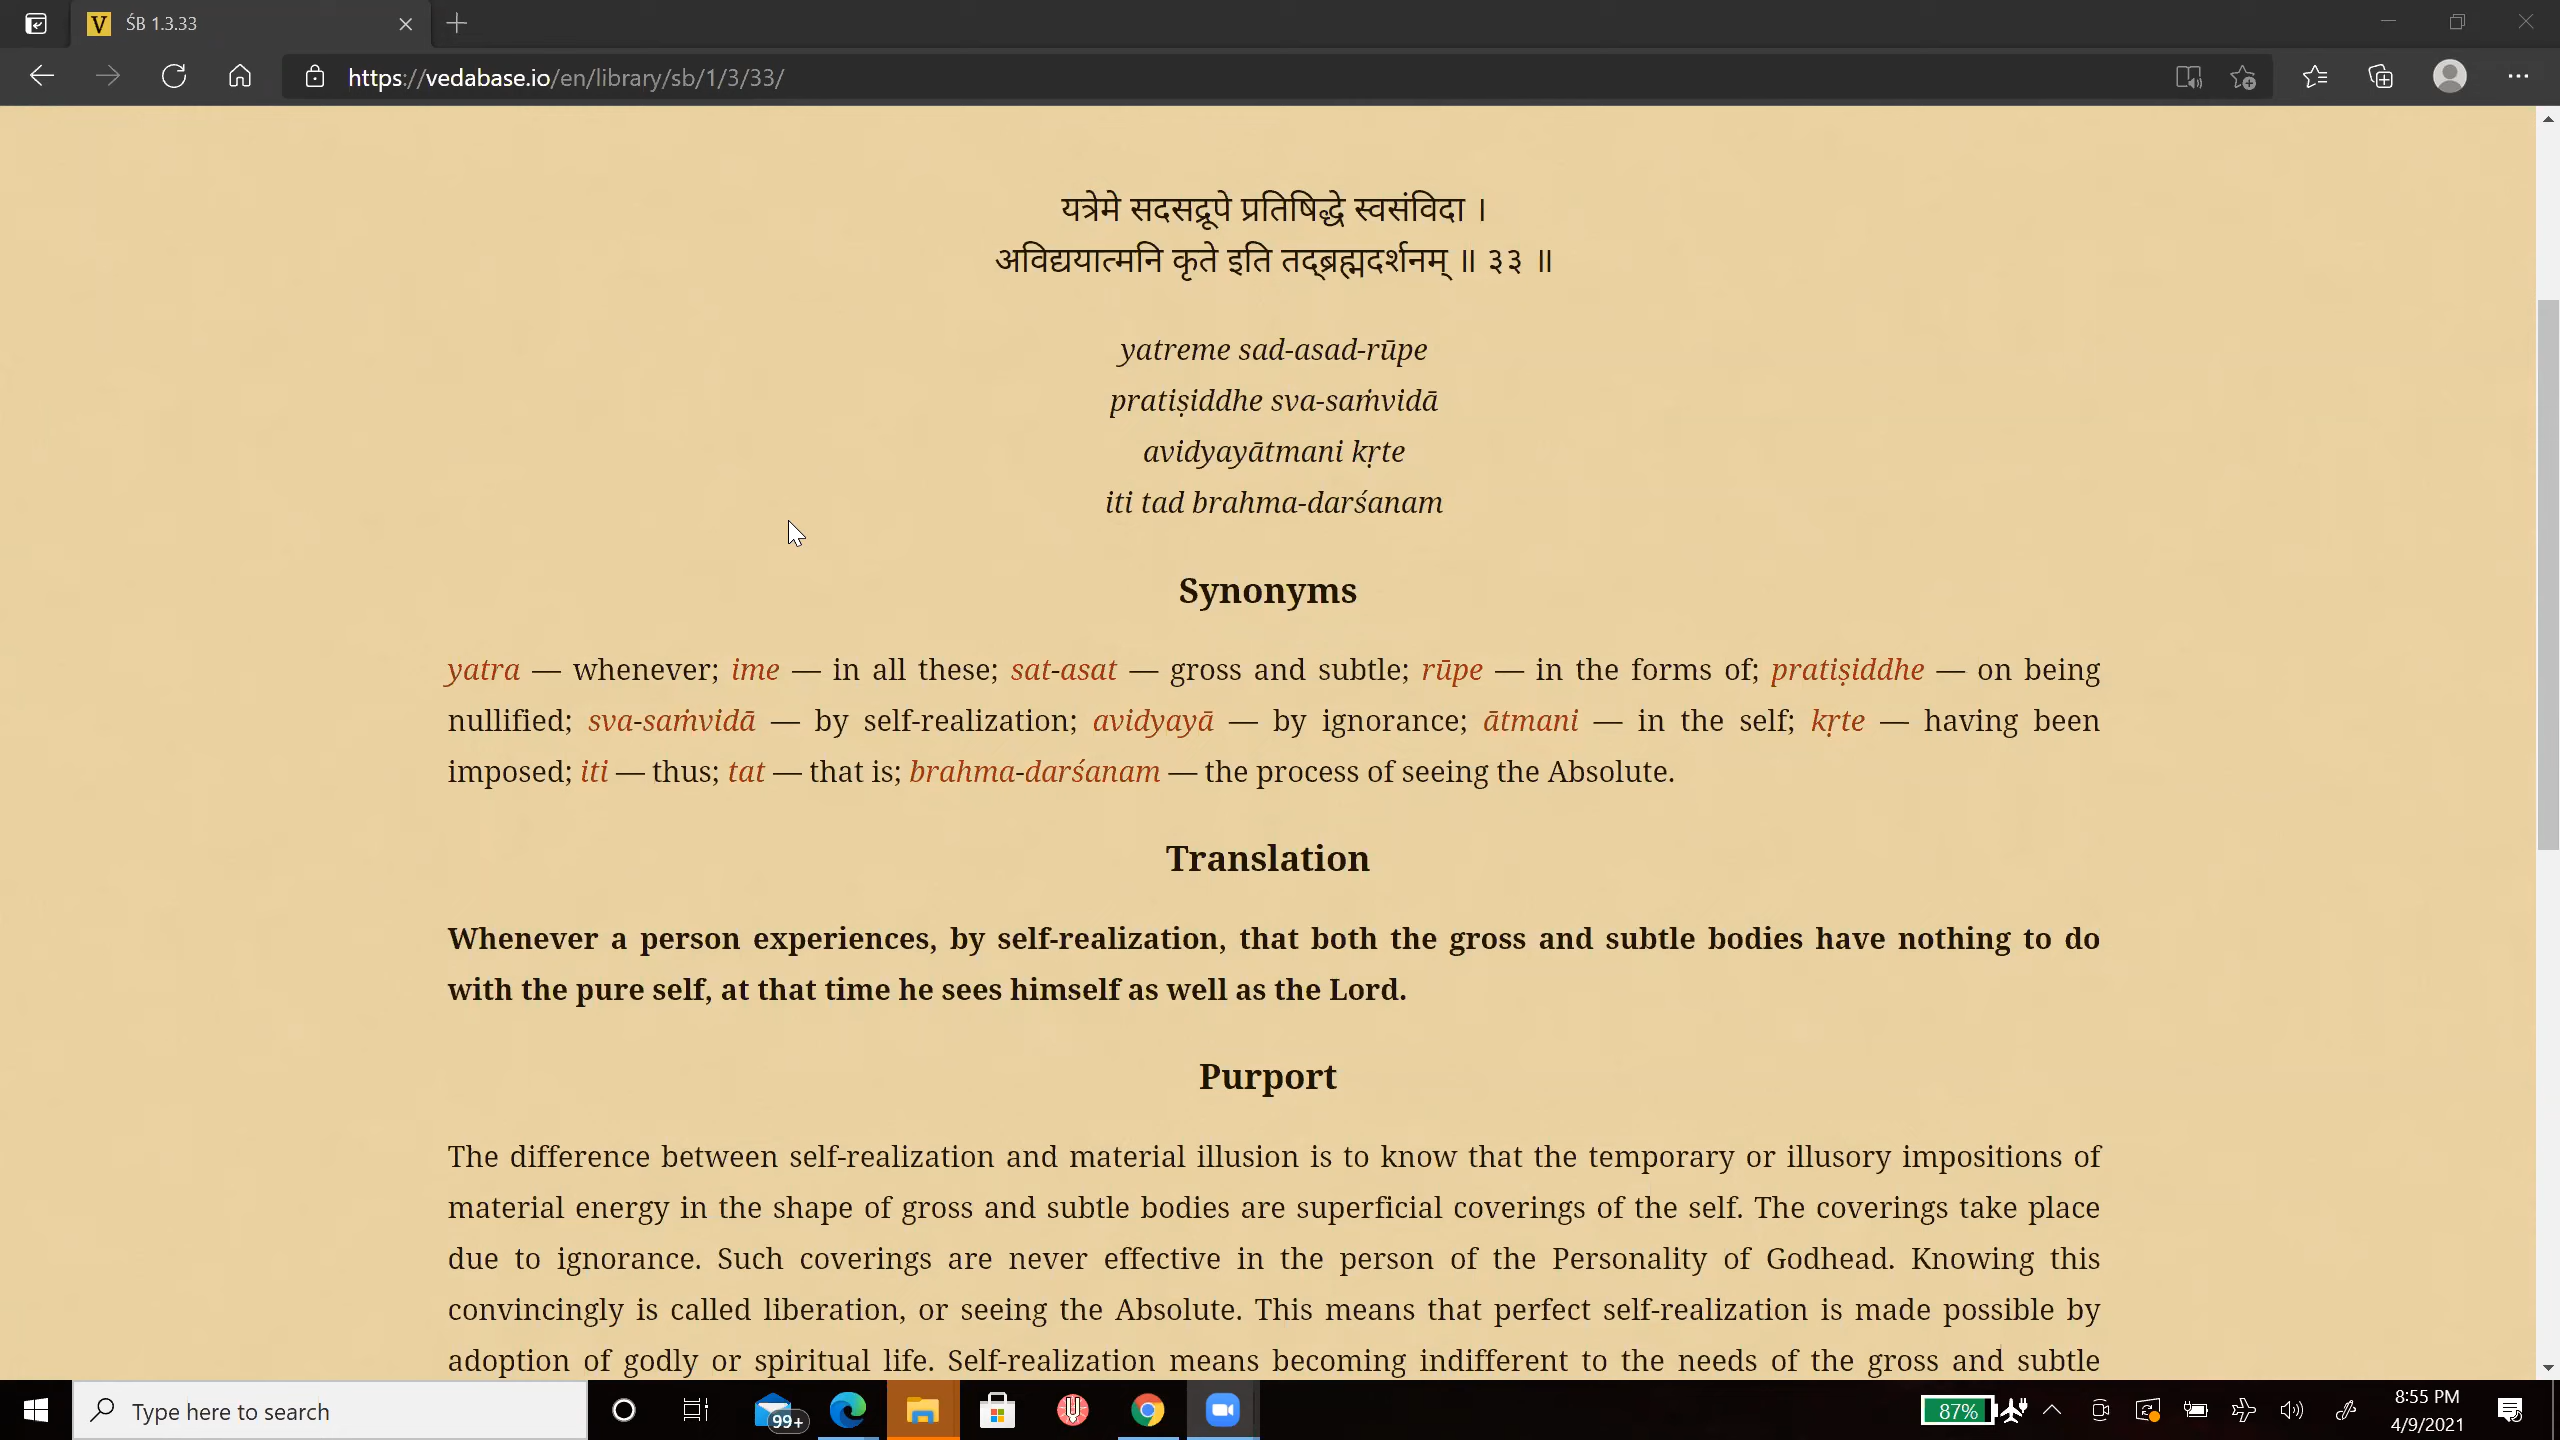 ŚB 1.3.33
https://vedabase.io/en/library/sb/1/3/33/
यत्रेमे सदसद्रूपे प्रतिषिद्धे स्वसंविदा ।
अविद्ययात्मनि कृते इति तद्ब्रह्मदर्शनम् ॥ ३३ ॥
yatreme sad-asad-rūpe
pratiṣiddhe sva-saṁvidā
avidyayātmani kṛte
iti tad brahma-darśanam
Synonyms
yatra — whenever; ime — in all these; sat-asat — gross and subtle; rūpe — in the forms of; pratiṣiddhe — on being
nullified; sva-saṁvidā — by self-realization; avidyayā — by ignorance; ātmani — in the self; kṛte — having been
imposed; iti — thus; tat — that is; brahma-darśanam — the process of seeing the Absolute.
Translation
Whenever a person experiences, by self-realization, that both the gross and subtle bodies have nothing to do
with the pure self, at that time he sees himself as well as the Lord.
Purport
The difference between self-realization and material illusion is to know that the temporary or illusory impositions of
material energy in the shape of gross and subtle bodies are superficial coverings of the self. The coverings take place
due to ignorance. Such coverings are never effective in the person of the Personality of Godhead. Knowing this
convincingly is called liberation, or seeing the Absolute. This means that perfect self-realization is made possible by
adoption of godly or spiritual life. Self-realization means becoming indifferent to the needs of the gross and subtle
Type here to search
99+
87%
8:55 PM
4/9/2021